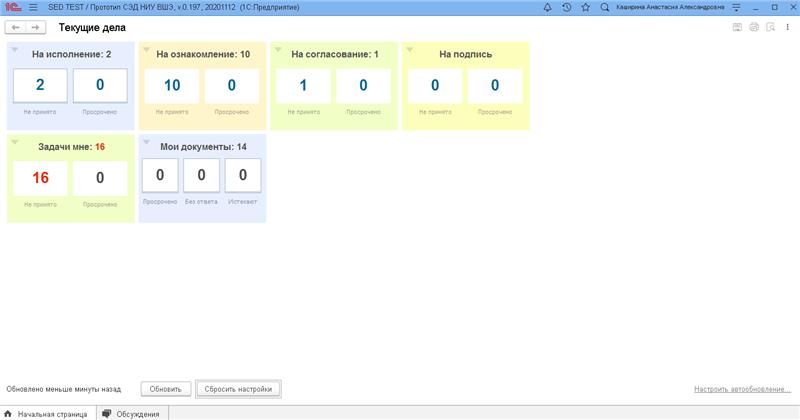 1С SED TEST / Прототип СЭД НИУ ВШЭ, v.0.197, 20201112 (1С:Предприятие) Каширина Анастасия Александровна
Текущие дела
На исполнение: 2
2 0
Не принято Просрочено
На ознакомление: 10
10 0
Не принято Просрочено
На согласование: 1
1 0
Не принято Просрочено
На подпись
0 0
Не принято Просрочено
Задачи мне: 16
16 0
Не принято Просрочено
Мои документы: 14
0 0 0
Просрочено Без ответа Истекают
Обновлено меньше минуты назад Обновить Сбросить настройки Настроить автообновление...
Начальная страница Обсуждения